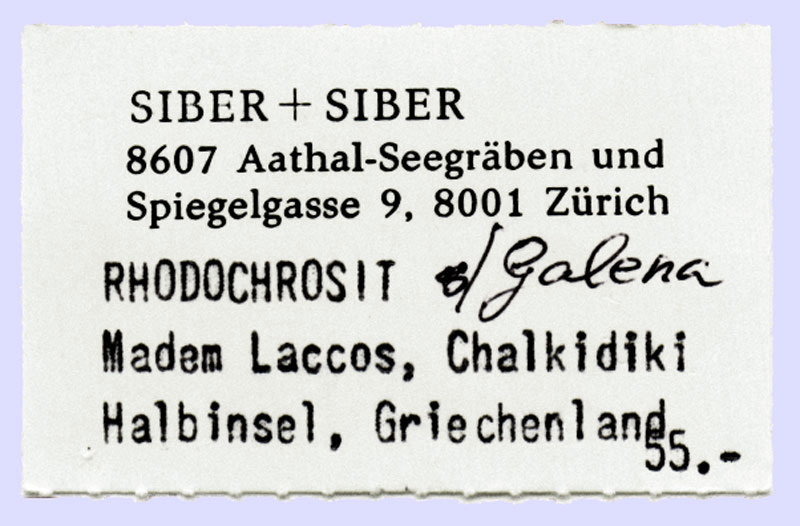 SIBER + SIBER
8607 Aathal-Seegräben und
Spiegelgasse 9, 8001 Zürich
RHODOCHROSIT / Galena
Madem Laccos, Chalkidiki
Halbinsel, Griechenland
55.-